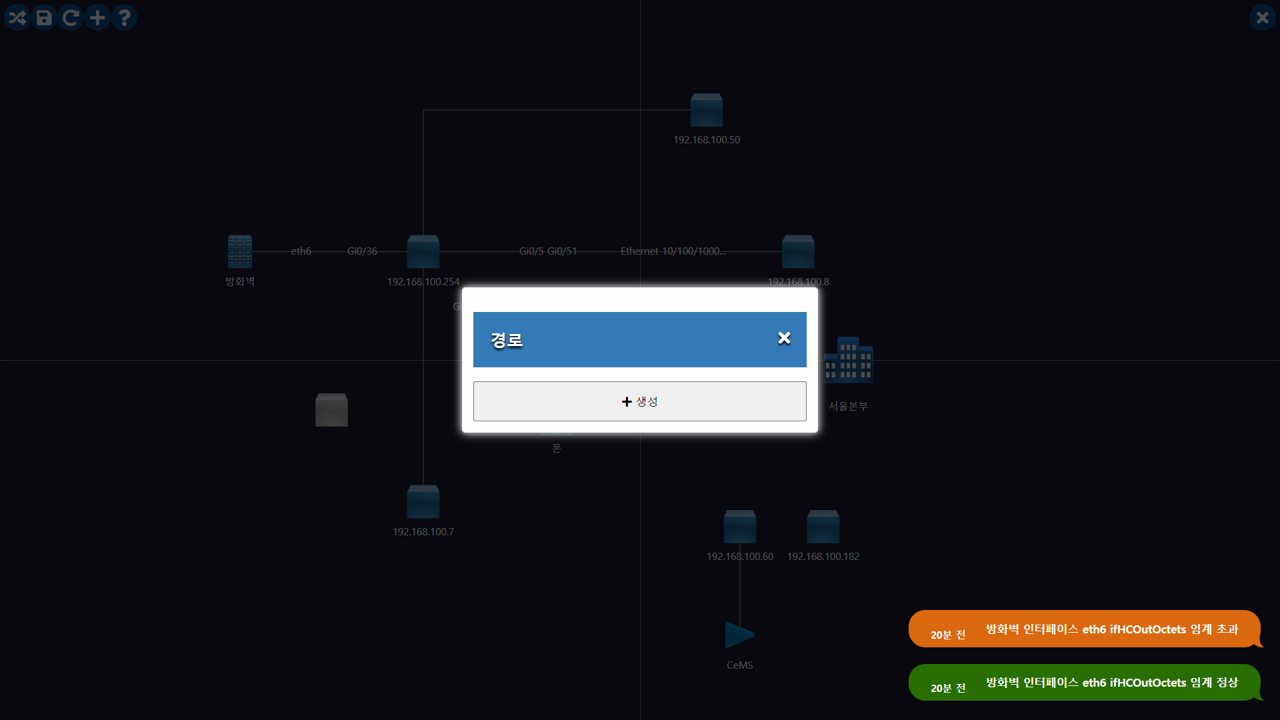 192.168.100.50
eth6
Gl0/36
Gl0/5 Gl0/51
Ethernet 10/100/1000...
방화벽
192.168.100.254
192.168.100.8
G
경로
+ 생성
서울본부
폰
192.168.100.7
192.168.100.60
192.168.100.182
20분 전 방화벽 인터페이스 eth6 ifHCOutOctets 임계 초과
CeMS
20분 전 방화벽 인터페이스 eth6 ifHCOutOctets 임계 정상